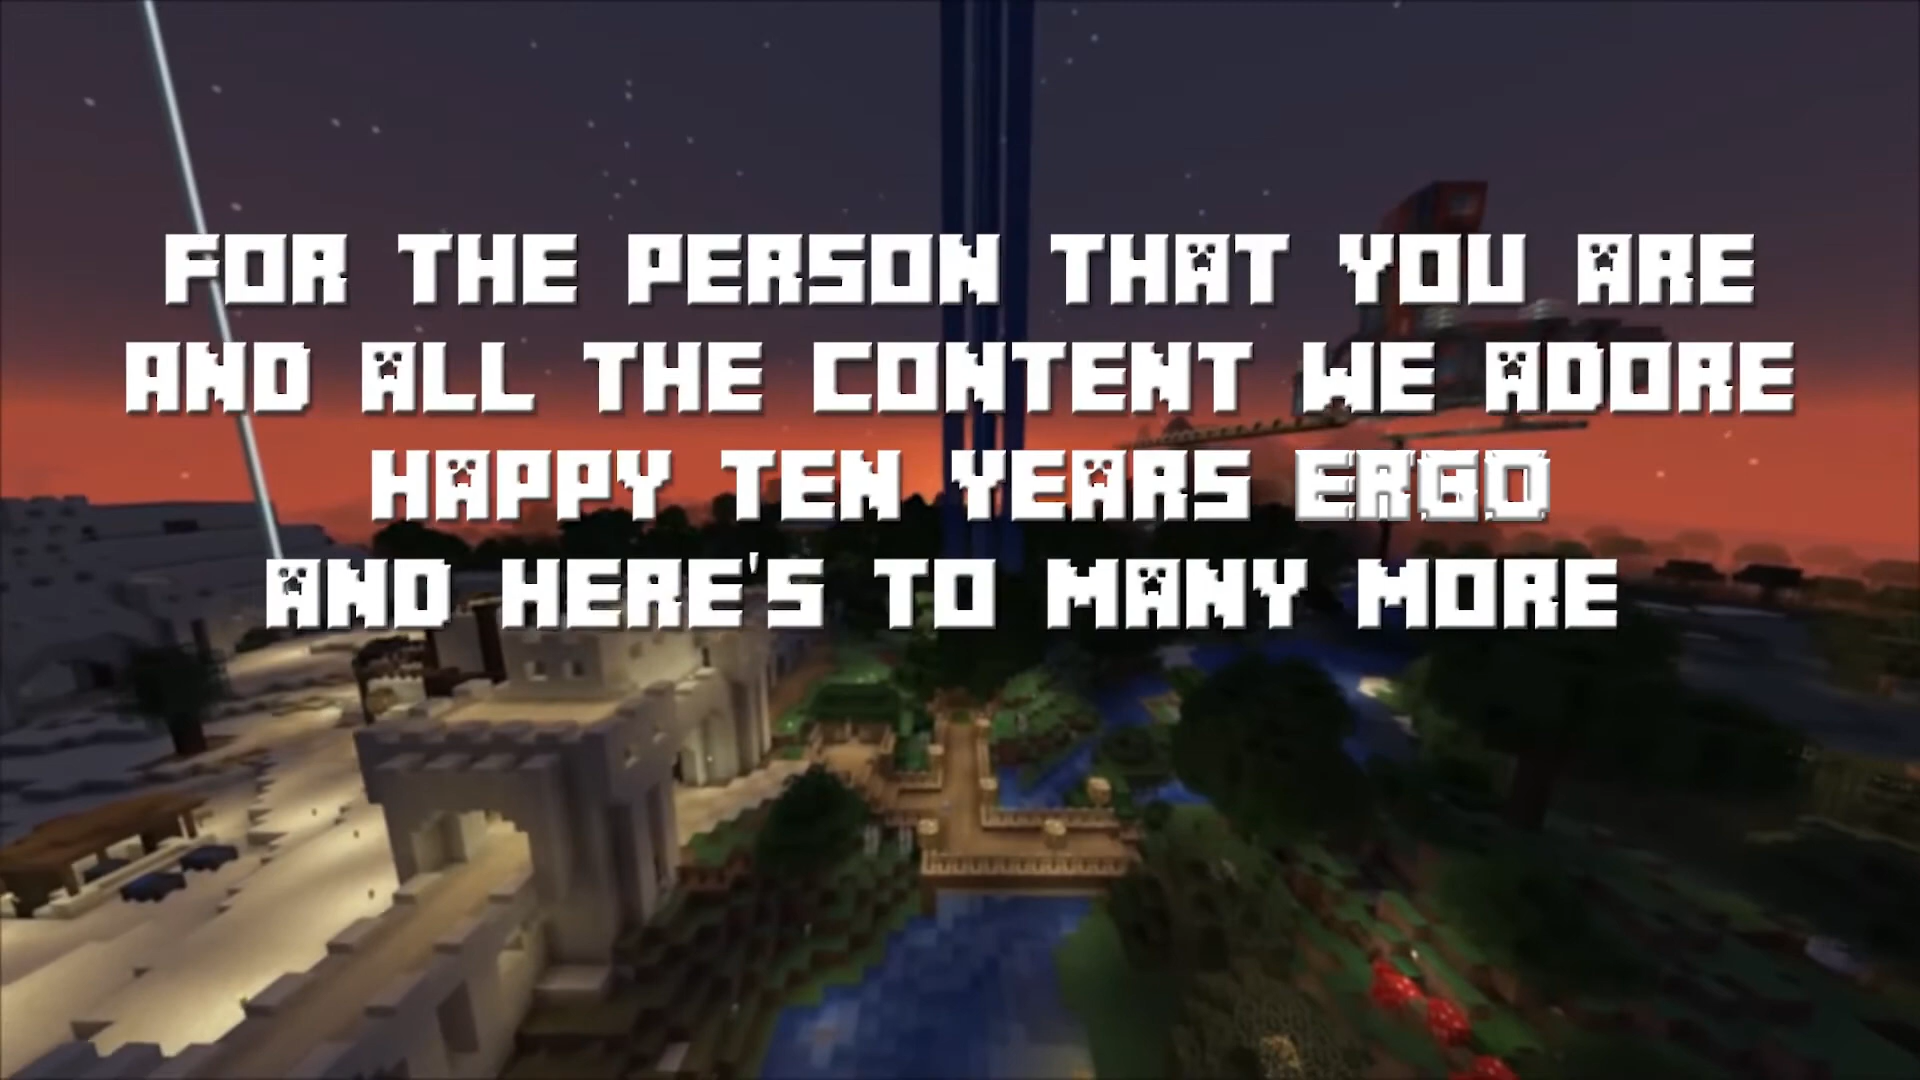 FOR THE PERSON THAT YOU ARE
AND ALL THE CONTENT WE ADORE
HAPPY TEN YEARS ERGO
AND HERE'S TO MANY MORE